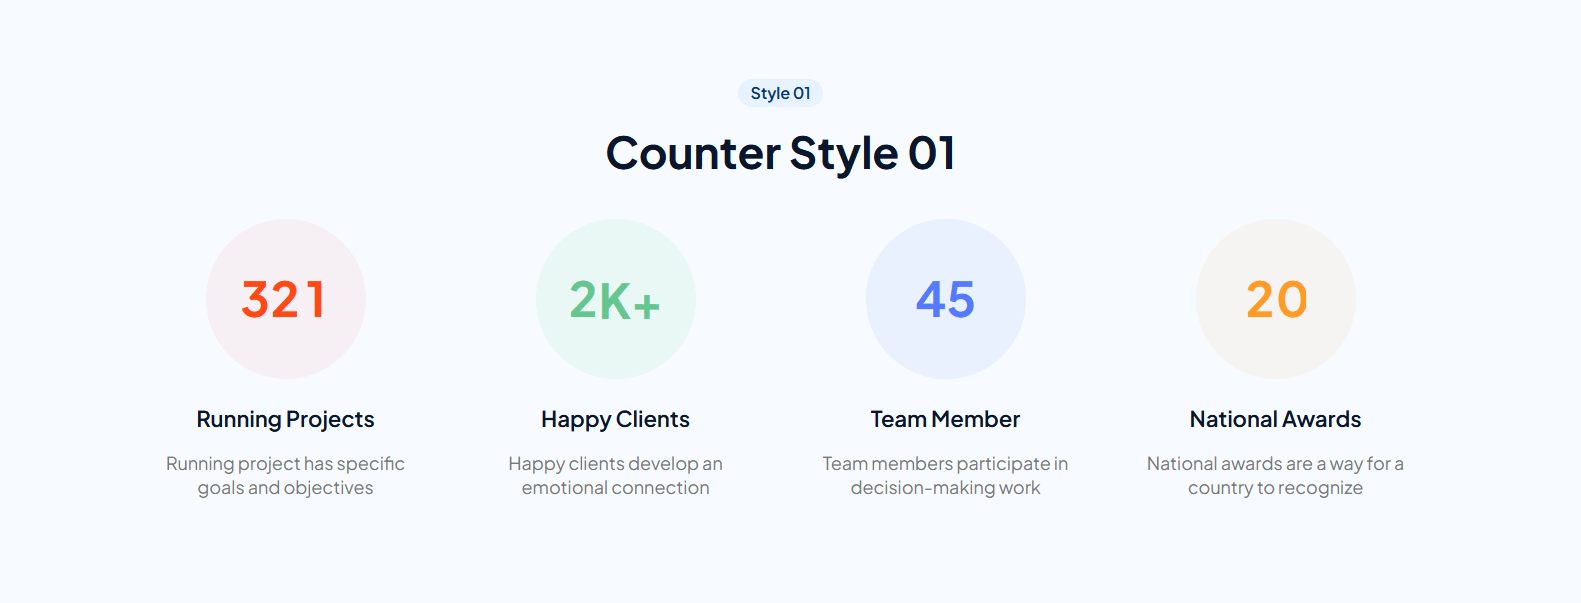 Style 01
Counter Style 01
321
2K+
45
20
Running Projects
Happy Clients
Team Member
National Awards
Running project has specific
goals and objectives
Happy clients develop an
emotional connection
Team members participate in
decision-making work
National awards are a way for a
country to recognize